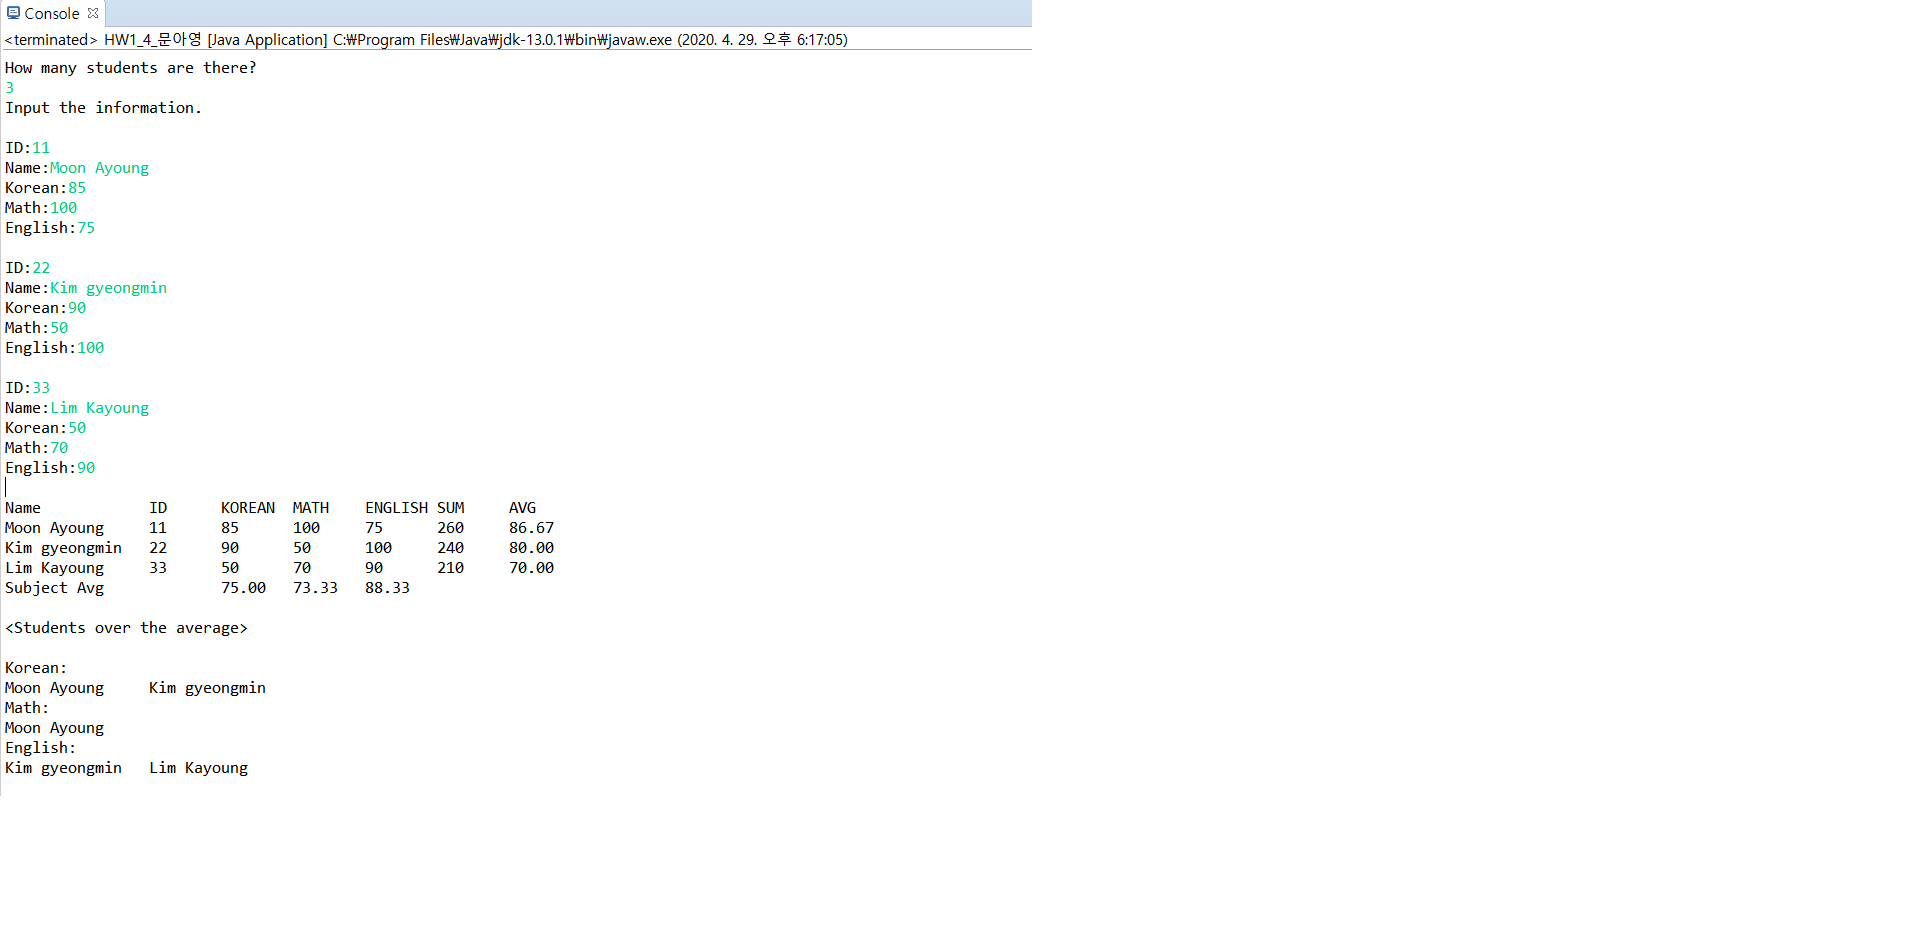 Console
<terminated> HW1_4_문아영 [Java Application] C:₩Program Files₩Java₩jdk-13.0.1₩bin₩javaw.exe (2020. 4. 29. 오후 6:17:05)
How many students are there?
3
Input the information.
ID:11
Name:Moon Ayoung
Korean:85
Math:100
English:75
ID:22
Name:Kim gyeongmin
Korean:90
Math:50
English:100
ID:33
Name:Lim Kayoung
Korean:50
Math:70
English:90
Name ID KOREAN MATH ENGLISH SUM AVG
Moon Ayoung 11 85 100 75 260 86.67
Kim gyeongmin 22 90 50 100 240 80.00
Lim Kayoung 33 50 70 90 210 70.00
Subject Avg 75.00 73.33 88.33
<Students over the average>
Korean:
Moon Ayoung Kim gyeongmin
Math:
Moon Ayoung
English:
Kim gyeongmin Lim Kayoung